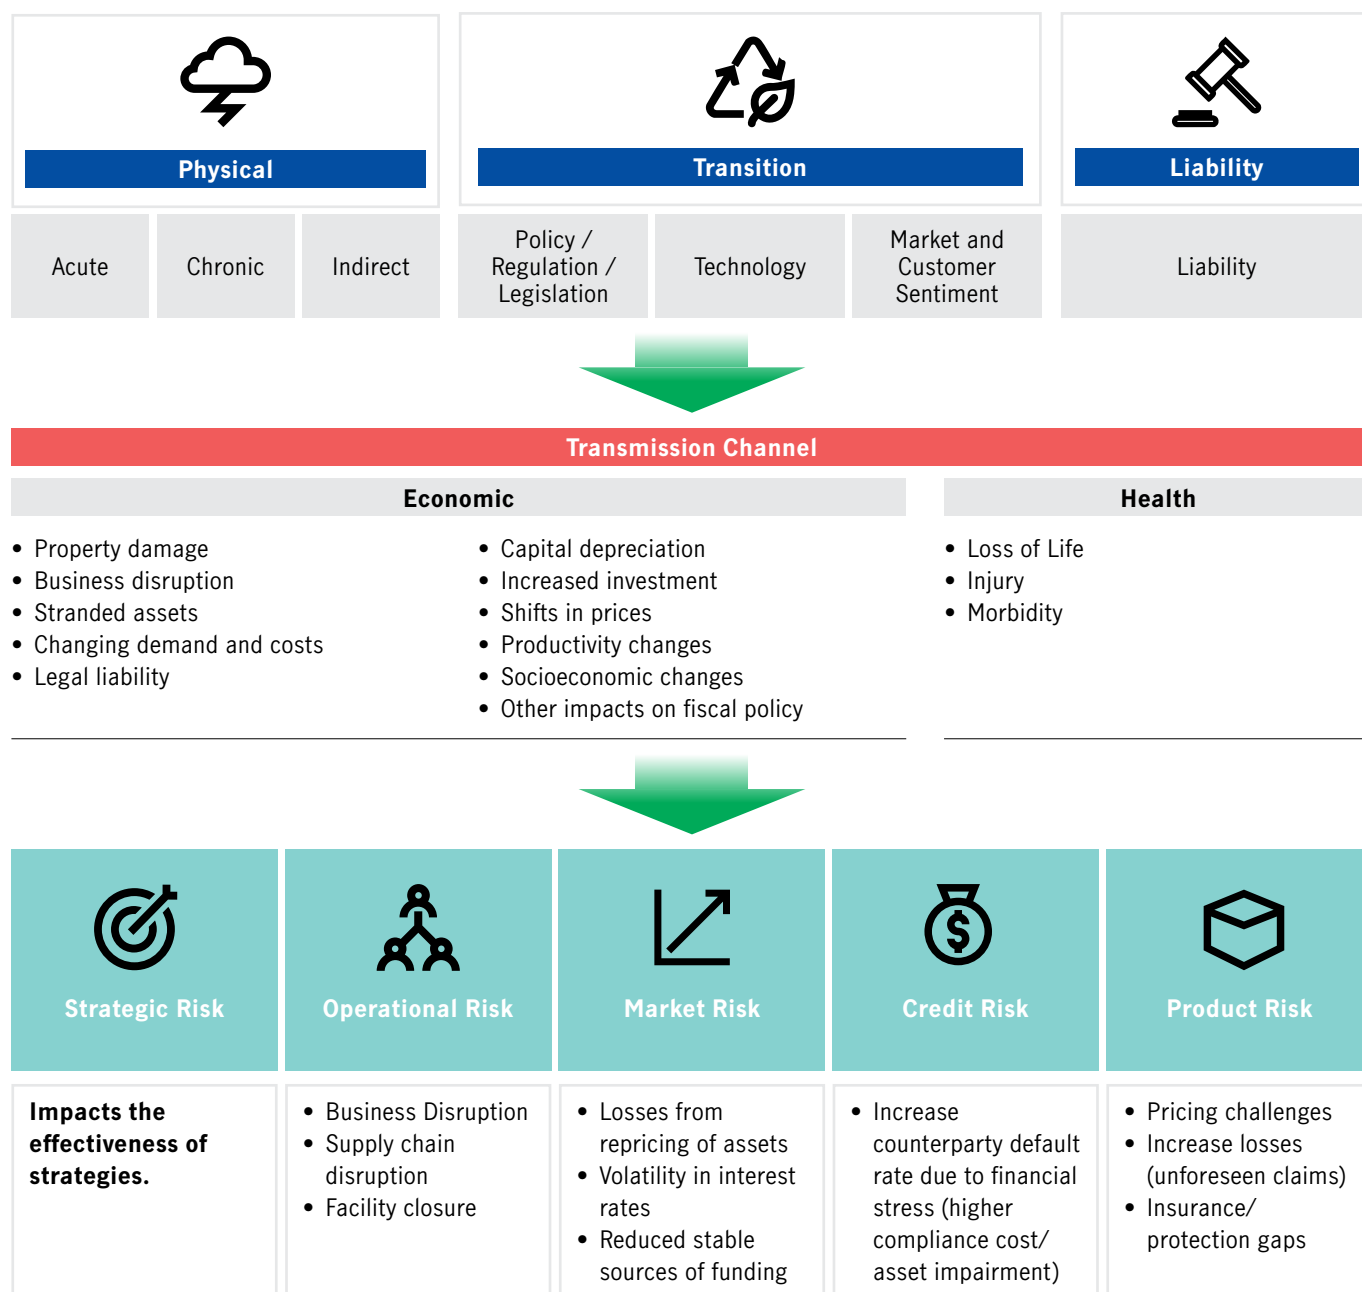 Physical
Transition
Liability
Acute
Chronic
Indirect
Policy /
Regulation /
Legislation
Technology
Market and
Customer
Sentiment
Liability
Transmission Channel
Economic
• Property damage
• Business disruption
• Stranded assets
• Changing demand and costs
• Legal liability
• Capital depreciation
• Increased investment
• Shifts in prices
• Productivity changes
• Socioeconomic changes
• Other impacts on fiscal policy
Health
• Loss of Life
• Injury
• Morbidity
Strategic Risk
Impacts the
effectiveness of
strategies.
Operational Risk
• Business Disruption
• Supply chain
disruption
• Facility closure
Market Risk
• Losses from
repricing of assets
• Volatility in interest
rates
• Reduced stable
sources of funding
$
Credit Risk
• Increase
counterparty default
rate due to financial
stress (higher
compliance cost/
asset impairment)
Product Risk
• Pricing challenges
• Increase losses
(unforeseen claims)
• Insurance/
protection gaps